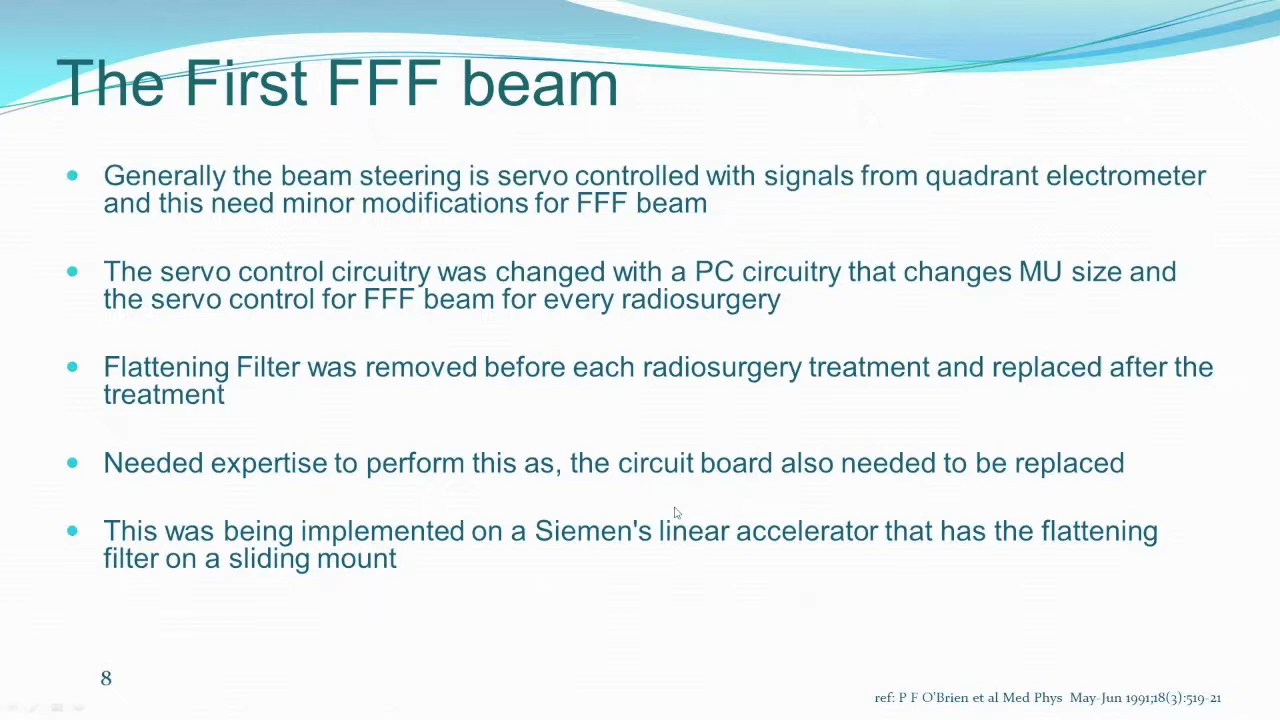 The First FFF beam
Generally the beam steering is servo controlled with signals from quadrant electrometer
and this need minor modifications for FFF beam
The servo control circuitry was changed with a PC circuitry that changes MU size and
the servo control for FFF beam for every radiosurgery
Flattening Filter was removed before each radiosurgery treatment and replaced after the
treatment
Needed expertise to perform this as, the circuit board also needed to be replaced
This was being implemented on a Siemen's linear accelerator that has the flattening
filter on a sliding mount
8
ref: P F O'Brien et al Med Phys May-Jun 1991;18(3):519-21